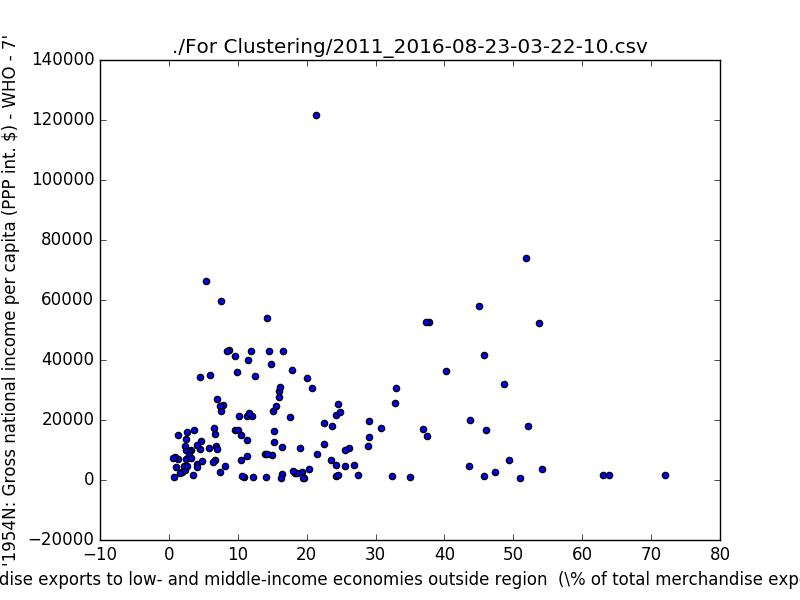 ./For Clustering/2011_2016-08-23-03-22-10.csv
140000
120000
100000
80000
60000
40000
20000
0
−20000
'1954N: Gross national income per capita (PPP int. $) - WHO - 7'
−10 0 10 20 30 40 50 60 70 80
dise exports to low- and middle-income economies outside region (\% of total merchandise exp